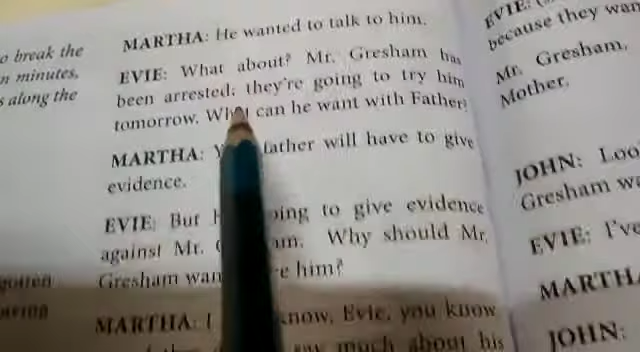 o break the
n minutes,
s along the
MARTHA: He wanted to talk to him.
EVIE: What about? Mr. Gresham has
been arrested; they're going to try him
tomorrow. What can he want with Father?
MARTHA: father will have to give
evidence.
EVIE: But going to give evidence
against Mr. Why should Mr.
Gresham him?
MARTHA: I know, Evie, you know
much about his
EVIE:
because they
Mr. Gresham,
Mother.
JOHN:
Gresham
EVIE: I've
MARTHA
JOHN: